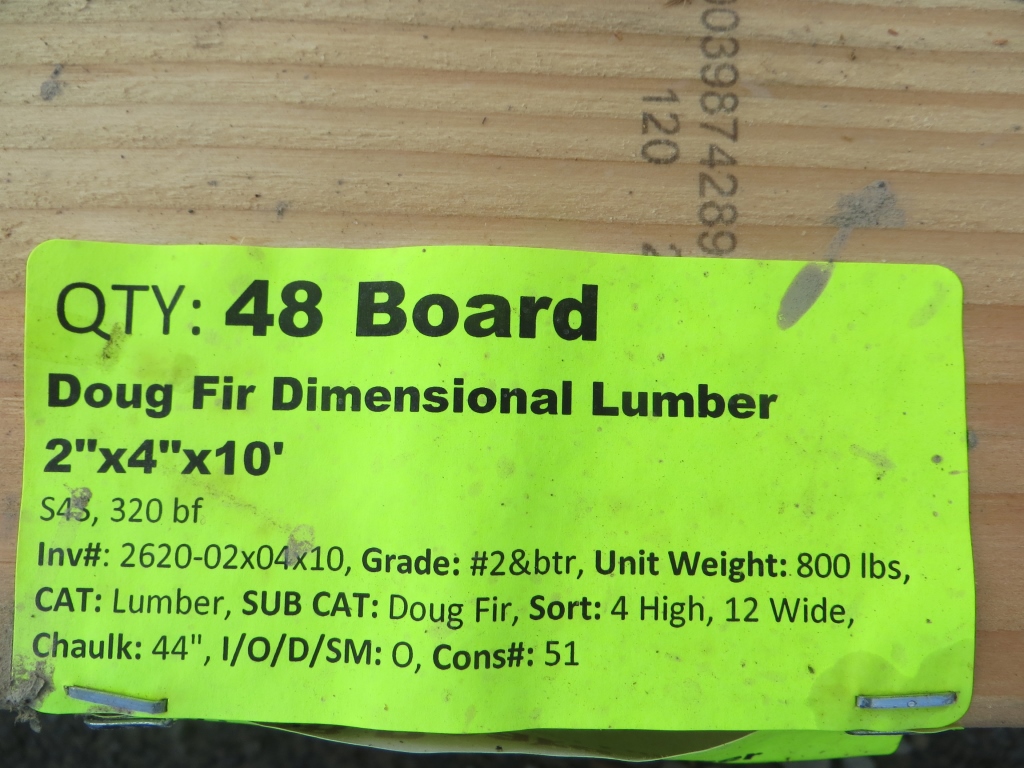 0039874289
120
QTY: 48 Board
Doug Fir Dimensional Lumber
2"x4"x10'
S4S, 320 bf
Inv#: 2620-02x04x10, Grade: #2&btr, Unit Weight: 800 lbs,
CAT: Lumber, SUB CAT: Doug Fir, Sort: 4 High, 12 Wide,
Chaulk: 44", I/O/D/SM: O, Cons#: 51